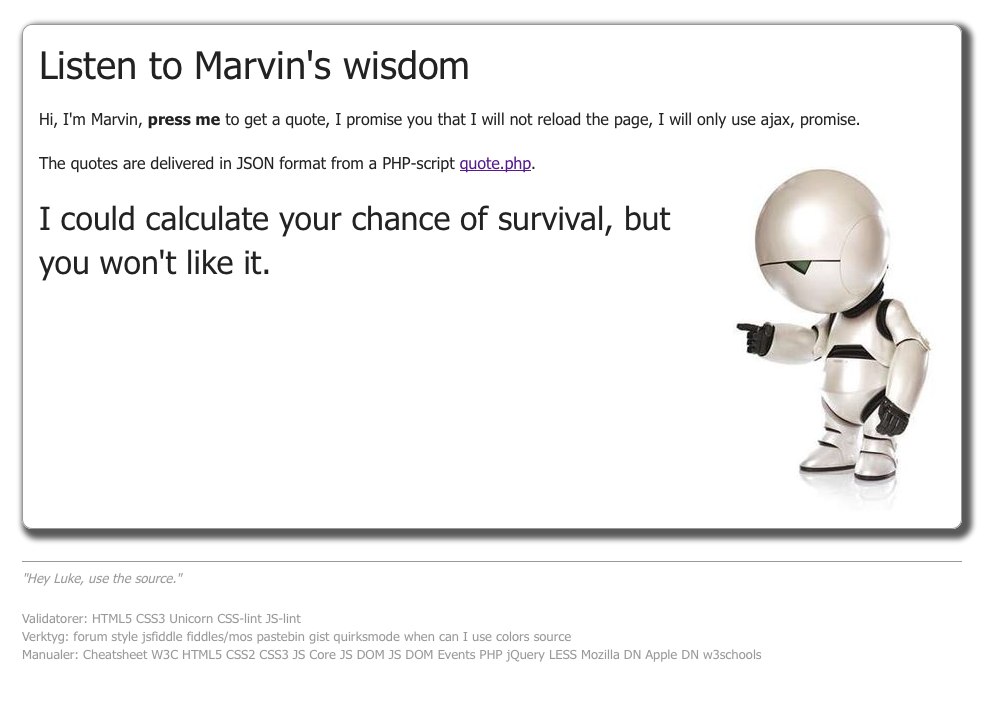 Listen to Marvin's wisdom
Hi, I'm Marvin, press me to get a quote, I promise you that I will not reload the page, I will only use ajax, promise.
The quotes are delivered in JSON format from a PHP-script quote.php.
I could calculate your chance of survival, but
you won't like it.
"Hey Luke, use the source."
Validatorer: HTML5 CSS3 Unicorn CSS-lint JS-lint
Verktyg: forum style jsfiddle fiddles/mos pastebin gist quirksmode when can I use colors source
Manualer: Cheatsheet W3C HTML5 CSS2 CSS3 JS Core JS DOM JS DOM Events PHP jQuery LESS Mozilla DN Apple DN w3schools